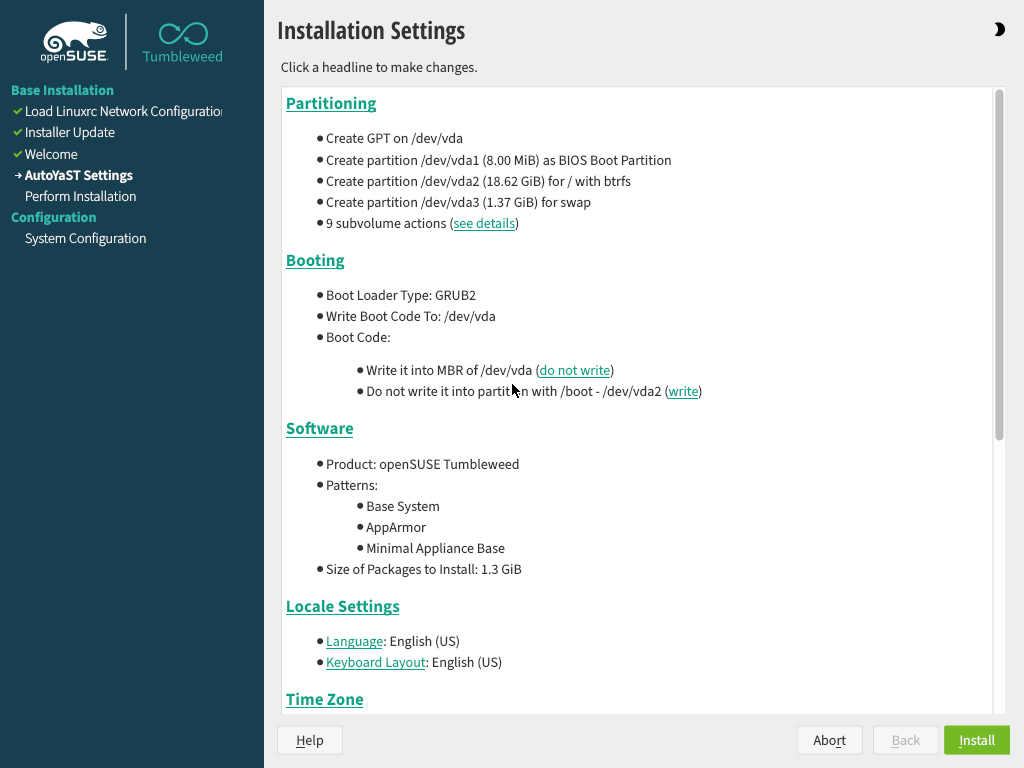 openSUSE
Tumbleweed
Base Installation
Load Linuxrc Network Configuration
Installer Update
Welcome
AutoYaST Settings
Perform Installation
Configuration
System Configuration
Installation Settings
Click a headline to make changes.
Partitioning
Create GPT on /dev/vda
Create partition /dev/vda1 (8.00 MiB) as BIOS Boot Partition
Create partition /dev/vda2 (18.62 GiB) for / with btrfs
Create partition /dev/vda3 (1.37 GiB) for swap
9 subvolume actions (see details)
Booting
Boot Loader Type: GRUB2
Write Boot Code To: /dev/vda
Boot Code:
Write it into MBR of /dev/vda (do not write)
Do not write it into partition with /boot - /dev/vda2 (write)
Software
Product: openSUSE Tumbleweed
Patterns:
Base System
AppArmor
Minimal Appliance Base
Size of Packages to Install: 1.3 GiB
Locale Settings
Language: English (US)
Keyboard Layout: English (US)
Time Zone
Help
Abort
Back
Install